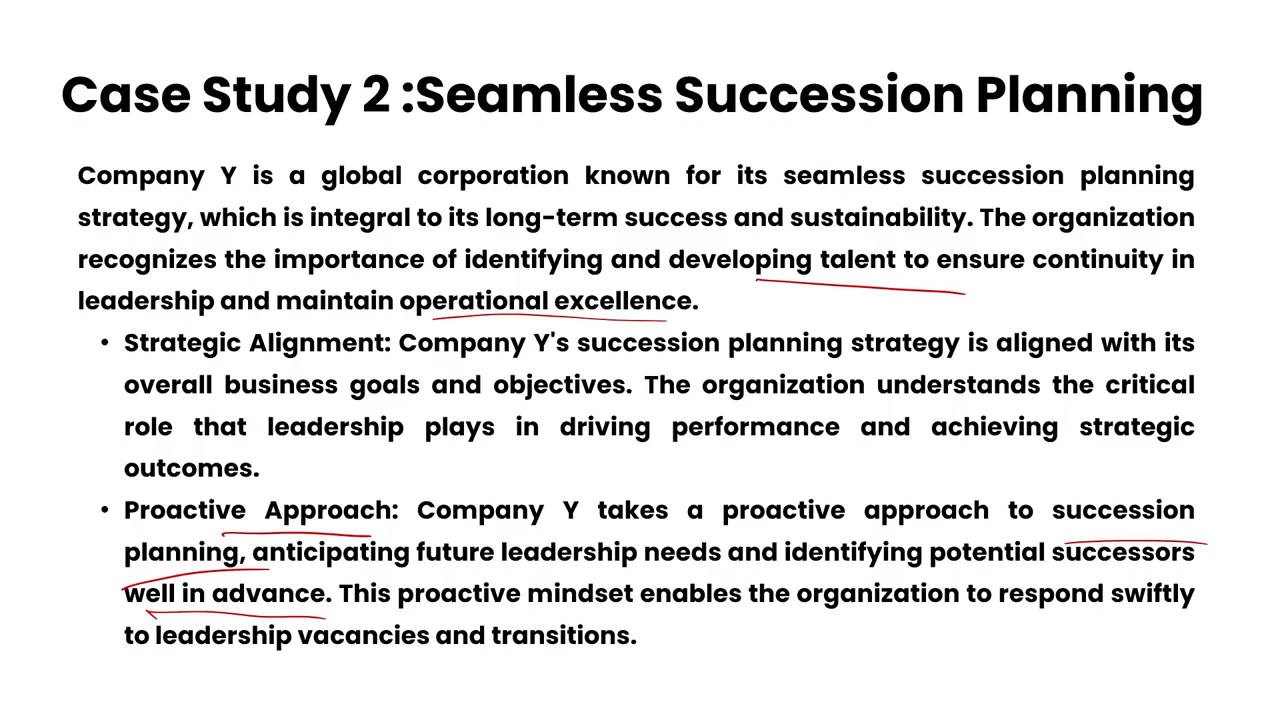 Case Study 2 :Seamless Succession Planning
Company Y is a global corporation known for its seamless succession planning
strategy, which is integral to its long-term success and sustainability. The organization
recognizes the importance of identifying and developing talent to ensure continuity in
leadership and maintain operational excellence.
• Strategic Alignment: Company Y's succession planning strategy is aligned with its
overall business goals and objectives. The organization understands the critical
role that leadership plays in driving performance and achieving strategic
outcomes.
• Proactive Approach: Company Y takes a proactive approach to succession
planning, anticipating future leadership needs and identifying potential successors
well in advance. This proactive mindset enables the organization to respond swiftly
to leadership vacancies and transitions.